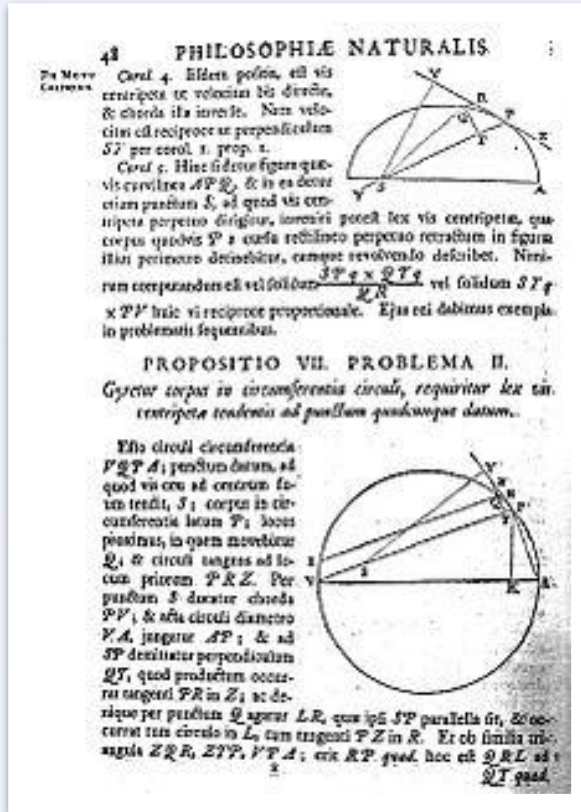 48 PHILOSOPHIÆ NATURALIS
De Motu
Corporum
Corol. 4. Iisdem positis, est vis
centripeta ut velocitas bis directe,
& chorda illa inverse. Nam velo-
citas est reciproce ut perpendiculum
SY per corol. 1. prop. 1.
Corol. 5. Hinc si detur figura quæ-
vis curvilinea APQ, & in ea detur
etiam punctum S, ad quod vis cen-
tripeta perpetuo dirigitur, inveniri potest lex vis centripetæ, qua
corpus quodvis P a cursu rectilineo perpetuo retractum in figuræ
illius perimetro detinebitur, eamque revolvendo describet. Nimi-
rum computandum est vel solidum SPq x QTq / QR vel solidum STq
x PV huic vi reciproce proportionale. Ejus rei dabimus exempla
in problematis sequentibus.
PROPOSITIO VII. PROBLEMA II.
Gyretur corpus in circumferentia circuli, requiritur lex vis
centripetæ tendentis ad punctum quodcunque datum.
Esto circuli circumferentia
VQPA; punctum datum, ad
quod vis ceu ad centrum su-
um tendit, S; corpus in cir-
cumferentia latum P; locus
proximus, in quem movebitur
Q; & circuli tangens ad lo-
cum priorem PRZ. Per
punctum S ducatur chorda
PV; & acta circuli diametro
VA, jungatur AP; & ad
SP demittatur perpendiculum
QT, quod productum occur-
rat tangenti PR in Z; ac de-
nique per punctum Q agatur LR, quæ ipsi SP parallela sit, & oc-
currat tum circulo in L, tum tangenti PZ in R. Et ob similia tri-
angula ZQR, ZTP, VPA; erit RP quad. hoc est QRL ad
QT quad.